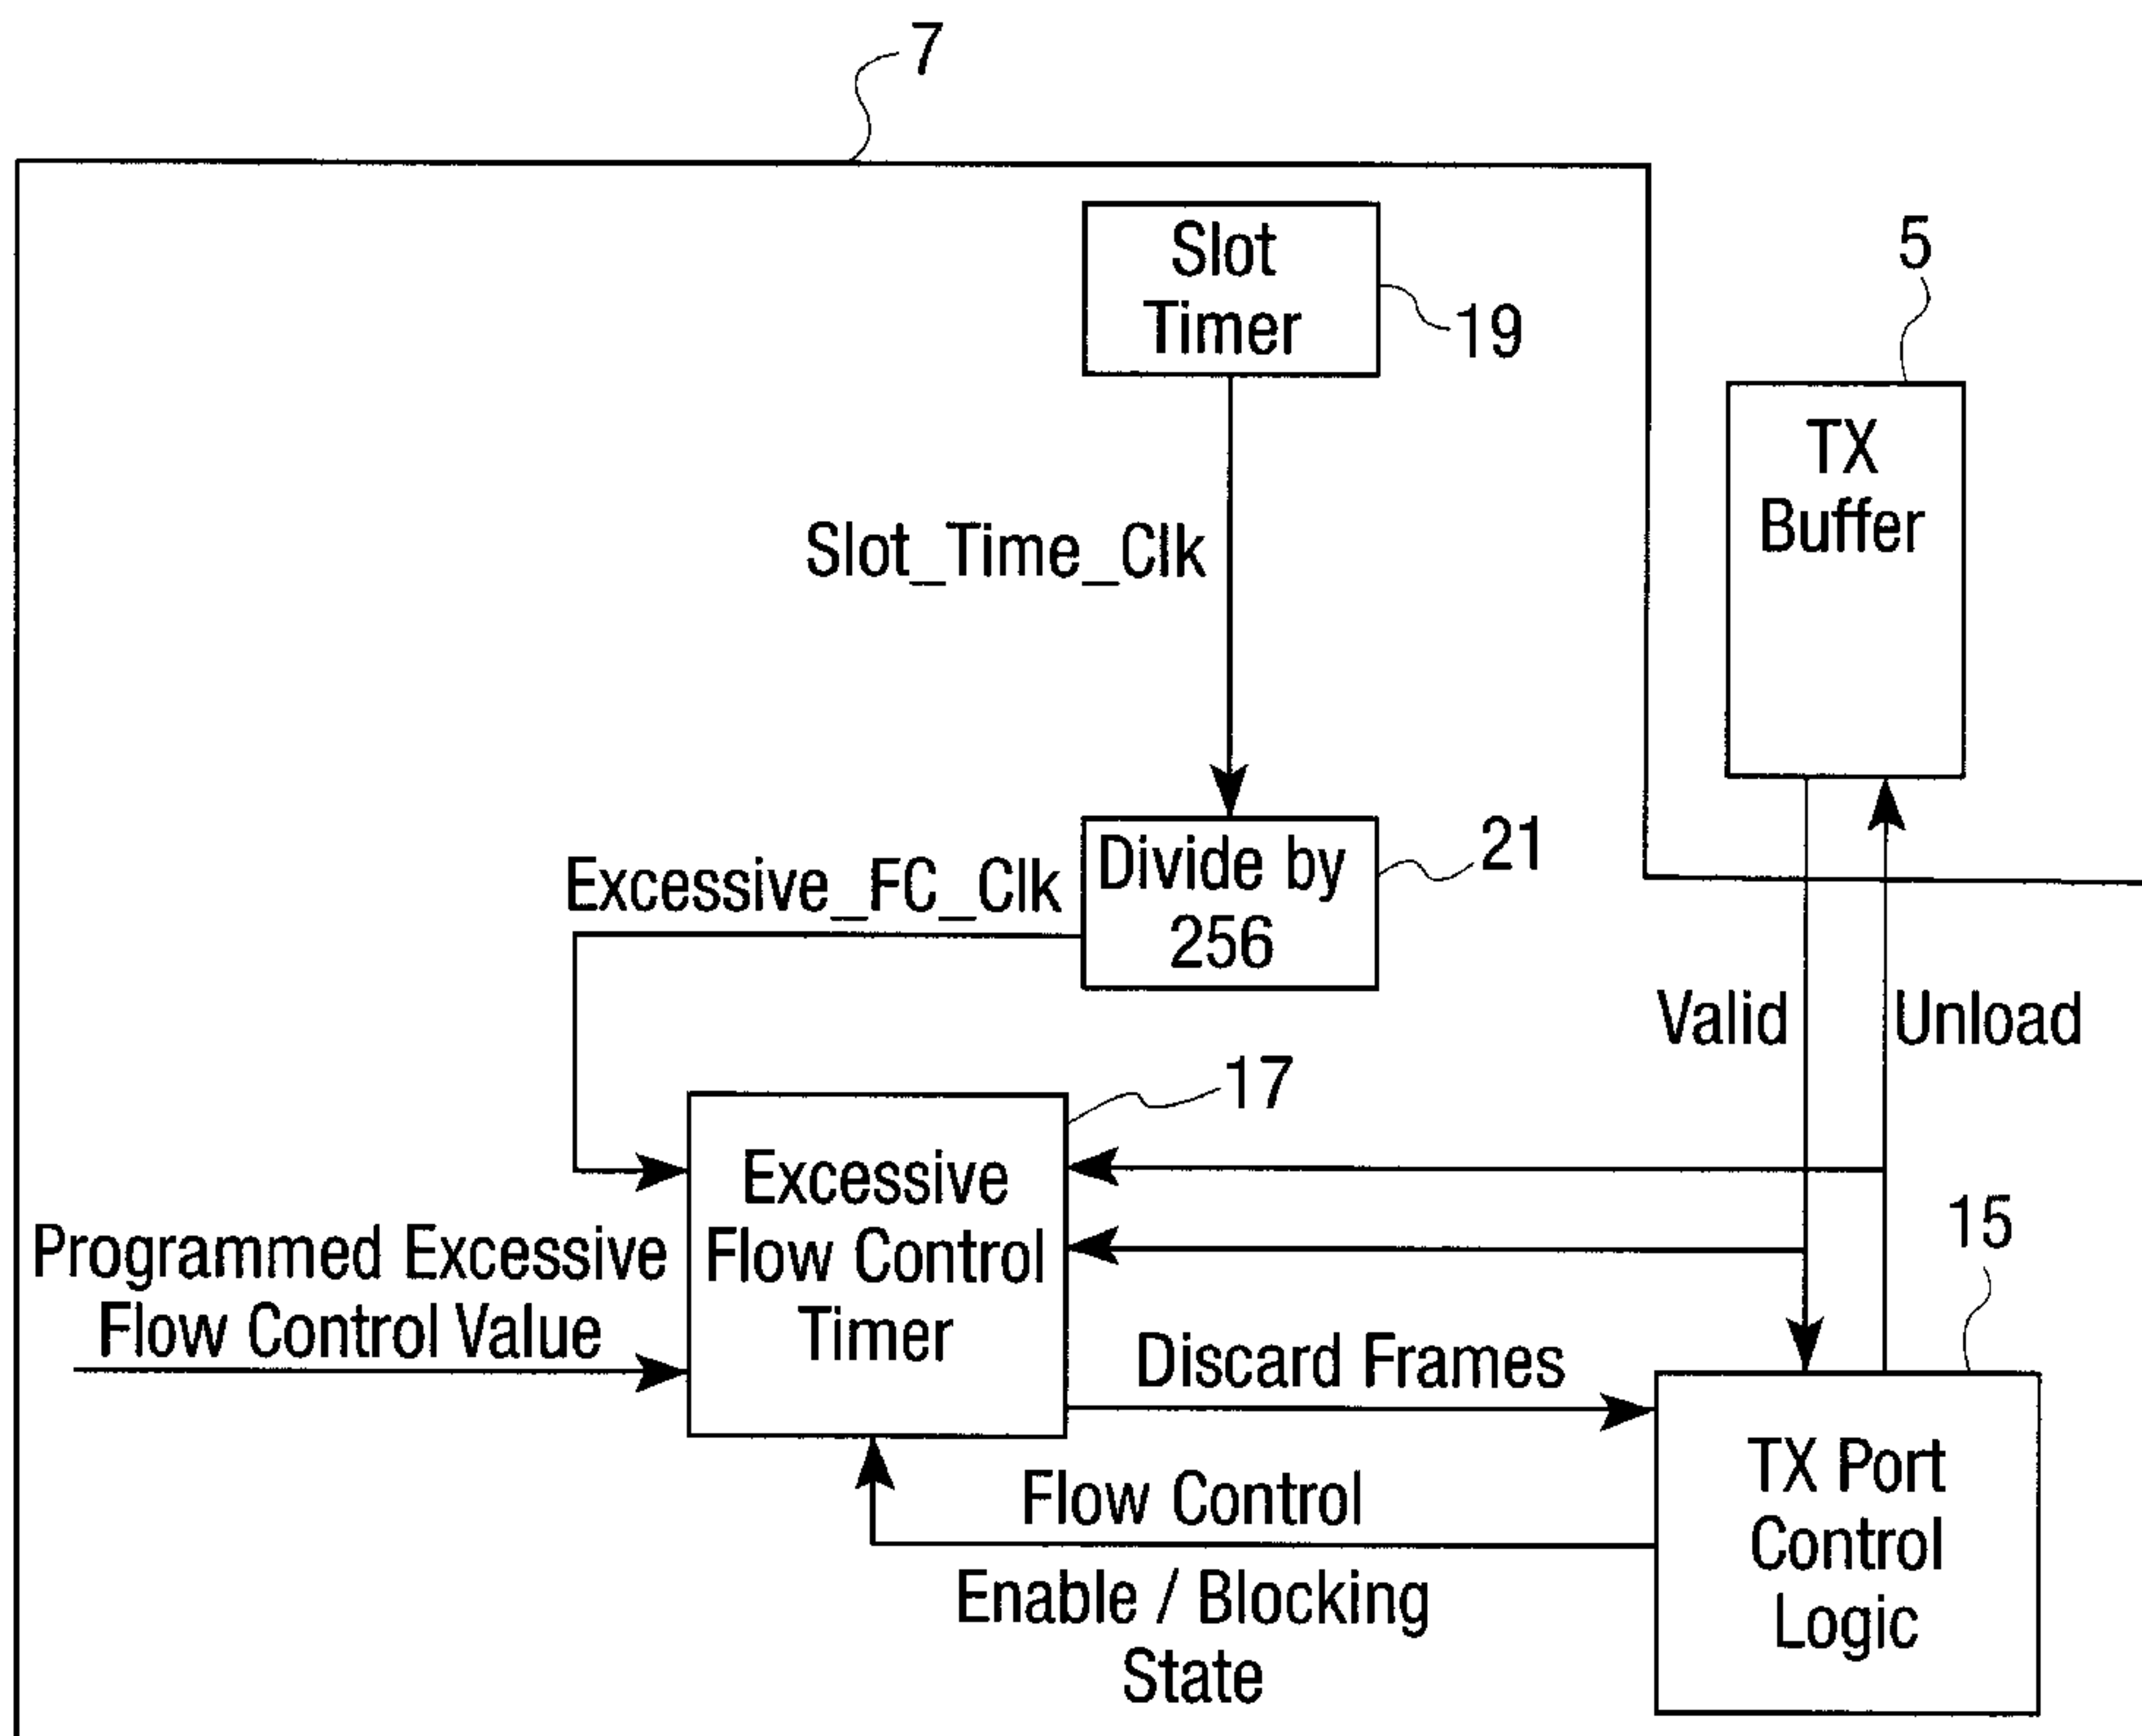 7
Slot
Timer
19
5
TX
Buffer
Slot_Time_Clk
Divide by
256
21
Excessive_FC_Clk
Valid
Unload
17
Excessive
Flow Control
Timer
Programmed Excessive
Flow Control Value
15
Discard Frames
TX Port
Control
Logic
Flow Control
Enable / Blocking
State